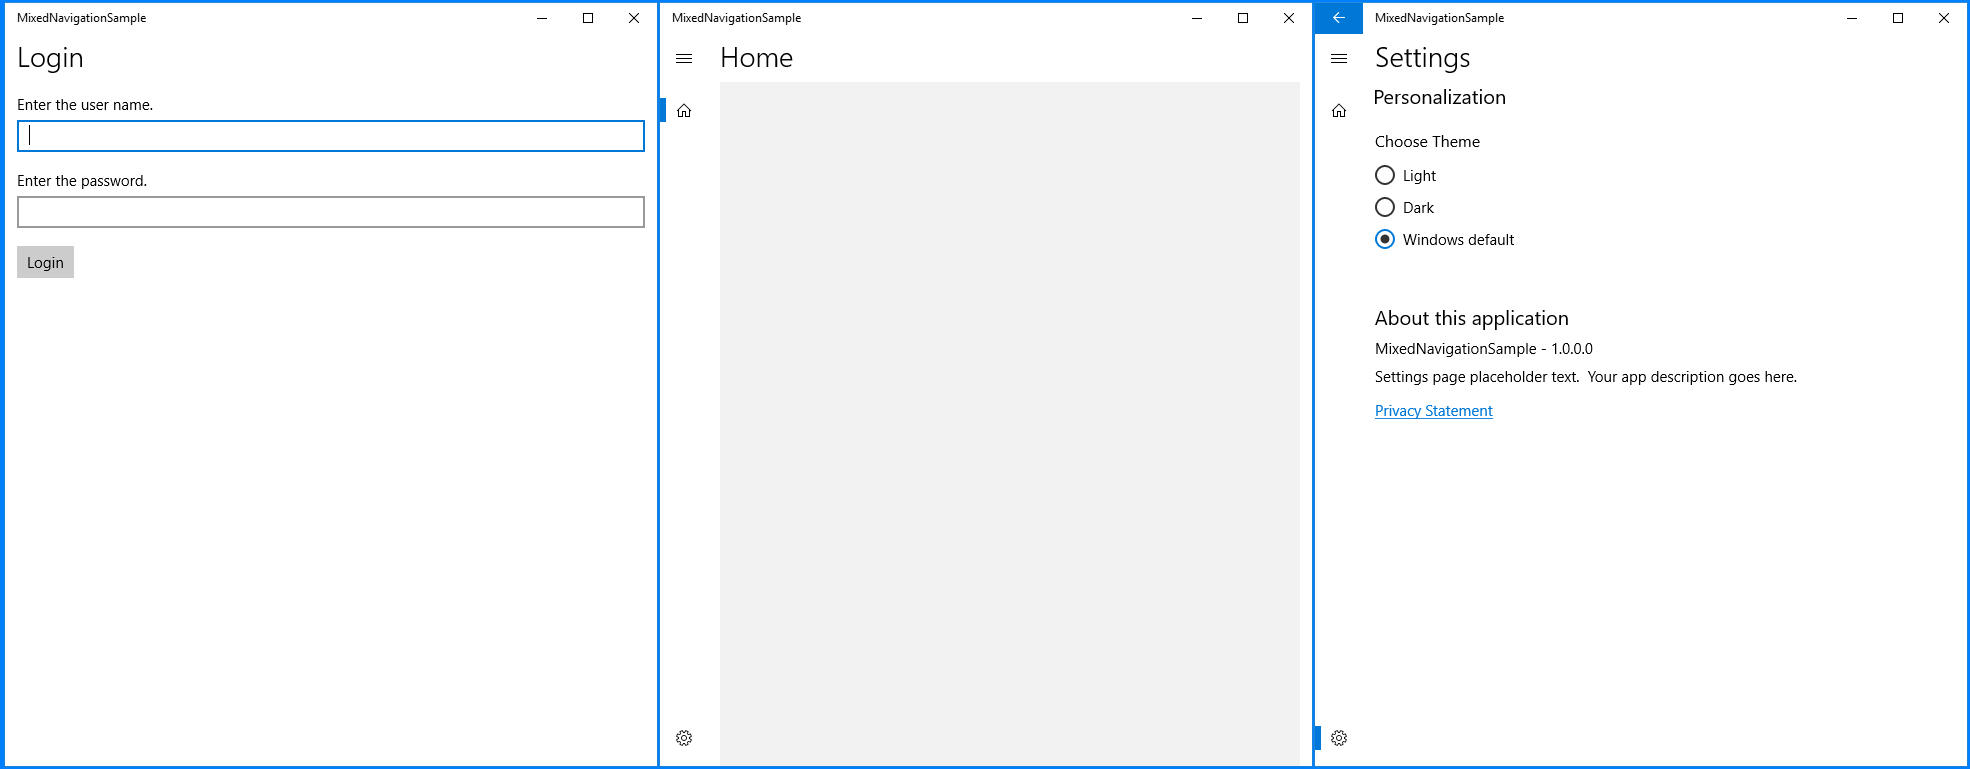 MixedNavigationSample
Login
Enter the user name.
Enter the password.
Login
MixedNavigationSample
Home
MixedNavigationSample
Settings
Personalization
Choose Theme
Light
Dark
Windows default
About this application
MixedNavigationSample - 1.0.0.0
Settings page placeholder text.  Your app description goes here.
Privacy Statement